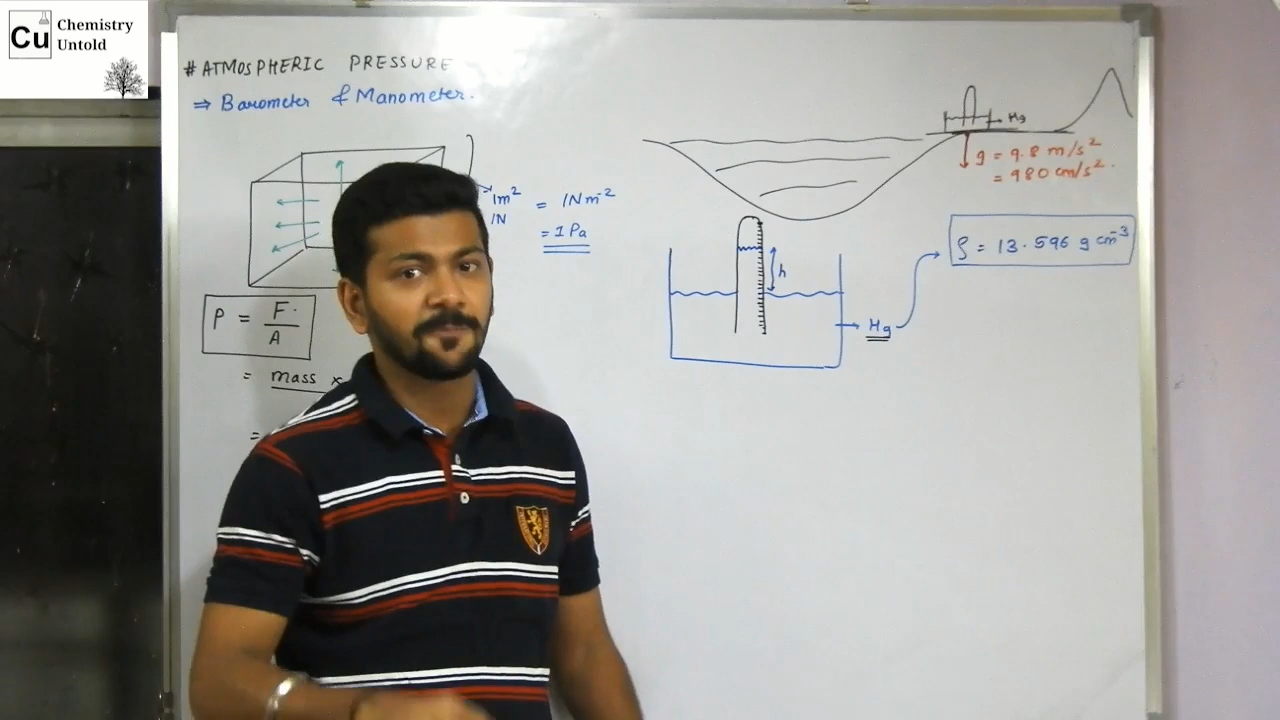 Cu
Chemistry
Untold
# ATMOSPHERIC PRESSURE
⇒ Barometer & Manometer.
1m²
1N
= 1Nm⁻²
= 1 Pa
P = F
A
= mass ×
=
h
Hg
Hg
g = 9.8 m/s²
= 980 cm/s².
ρ = 13.596 g cm⁻³